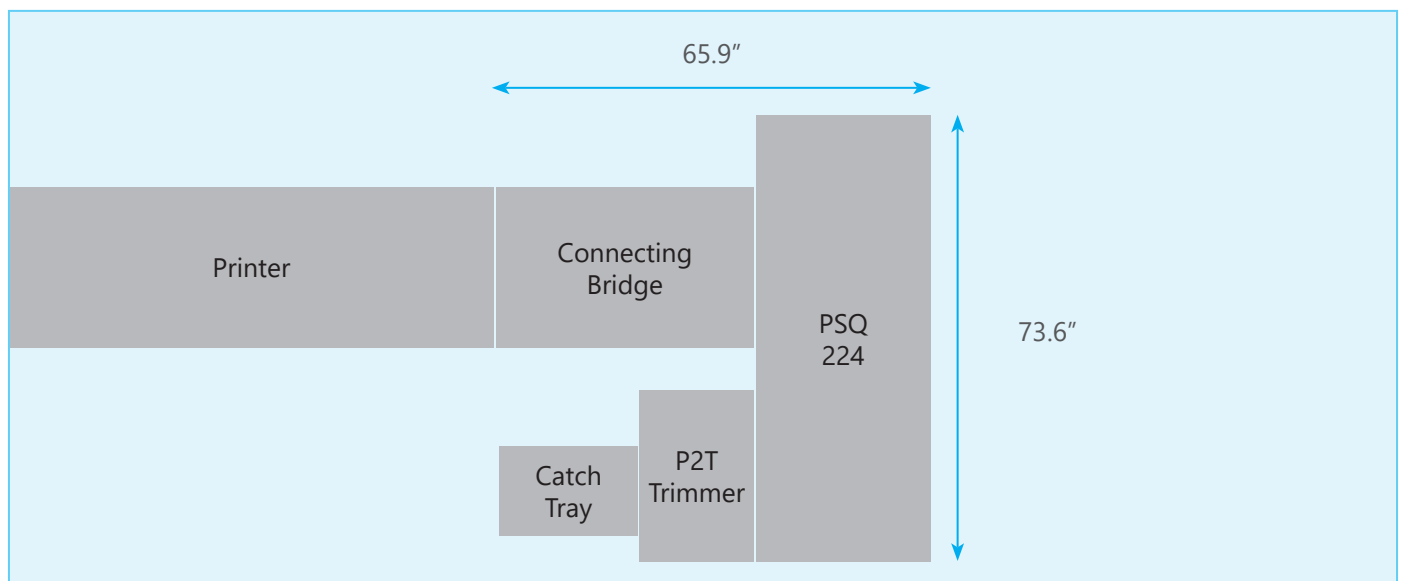 65.9”
Printer
Connecting
Bridge
PSQ
224
73.6”
Catch
Tray
P2T
Trimmer